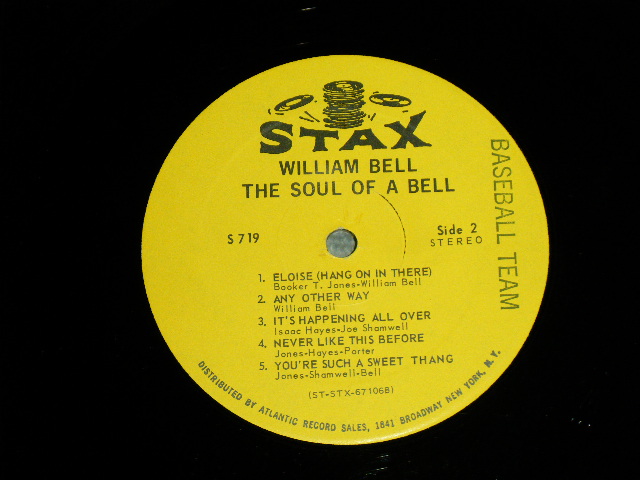 STAX
WILLIAM BELL
THE SOUL OF A BELL
S 719
Side 2
STEREO
BASEBALL TEAM
1. ELOISE (HANG ON IN THERE)
Booker T. Jones-William Bell
2. ANY OTHER WAY
William Bell
3. IT'S HAPPENING ALL OVER
Isaac Hayes-Joe Shamwell
4. NEVER LIKE THIS BEFORE
Jones-Hayes-Porter
5. YOU'RE SUCH A SWEET THANG
Jones-Shamwell-Bell
(ST-STX-67106B)
DISTRIBUTED BY ATLANTIC RECORD SALES, 1841 BROADWAY NEW YORK, N.Y.